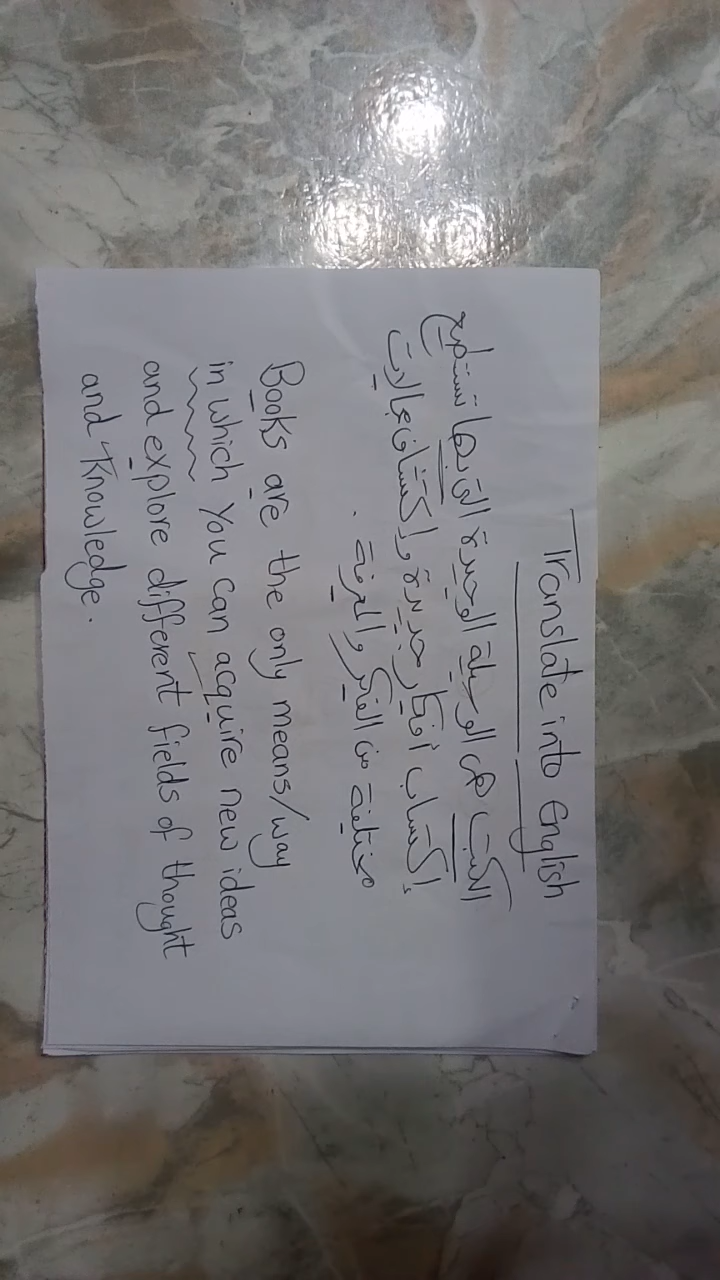 Translate into English
الكتب هى الوسيلة الوحيدة التى بها تستطيع
إكتساب أفكار جديدة وإكتشاف مجالات
مختلفة من الفكر والمعرفة .
Books are the only means/way
in which you can acquire new ideas
and explore different fields of thought
and Knowledge.